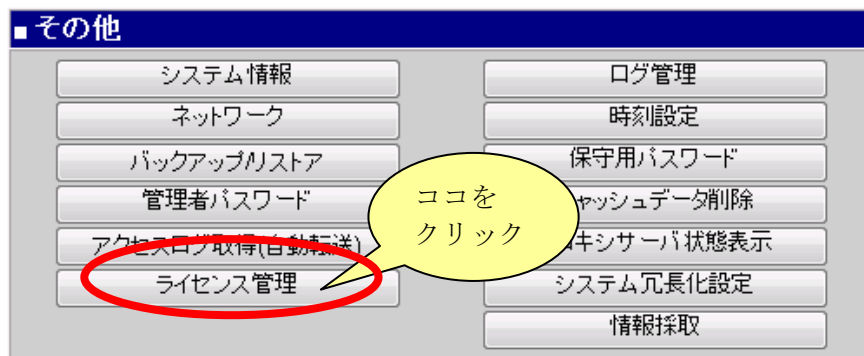 ■その他
システム情報
ログ管理
ネットワーク
時刻設定
バックアップ/リストア
保守用パスワード
管理者パスワード
ャッシュデータ削除
アクセスログ取得(自動転送)
キシサーバ状態表示
ライセンス管理
システム冗長化設定
情報採取
ココを
クリック